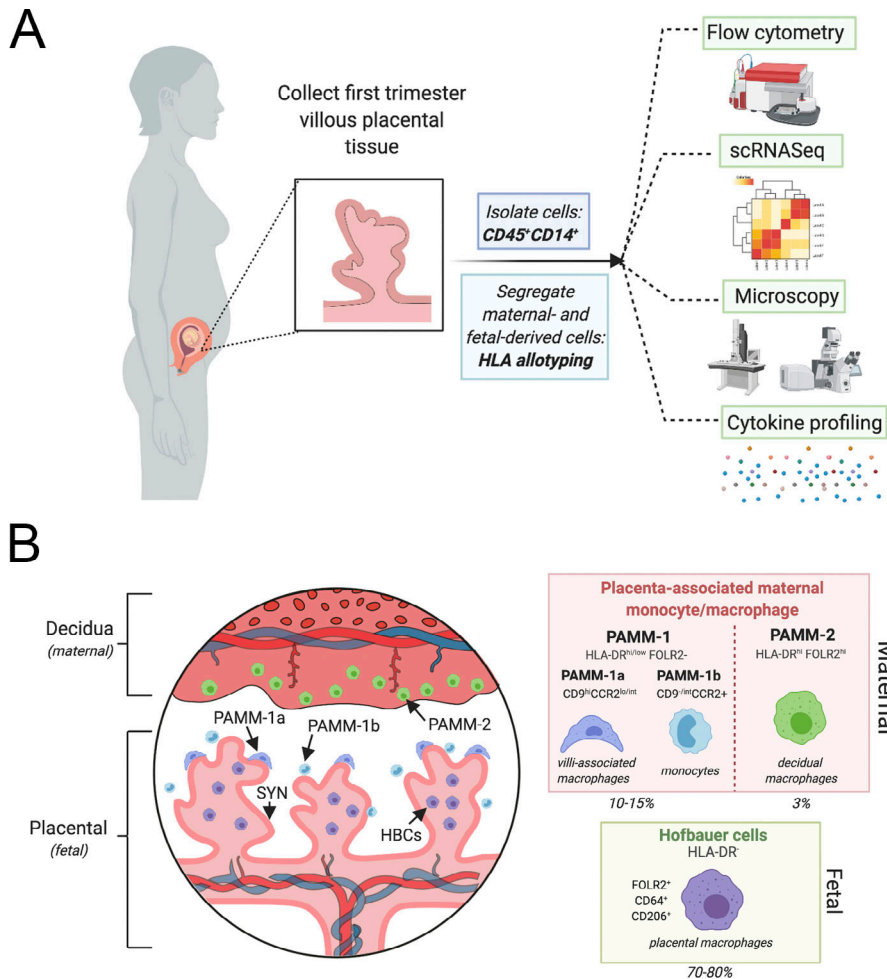 A
Collect first trimester
villous placental
tissue
Isolate cells:
CD45⁺CD14⁺
Segregate
maternal- and
fetal-derived cells:
HLA allotyping
Flow cytometry
scRNASeq
Microscopy
Cytokine profiling
B
Decidua
(maternal)
Placental
(fetal)
PAMM-1a
PAMM-1b
PAMM-2
SYN
HBCs
Placenta-associated maternal
monocyte/macrophage
PAMM-1
HLA-DRhi/low FOLR2-
PAMM-1a
CD9hiCCR2lo/int
villi-associated
macrophages
PAMM-1b
CD9-/intCCR2+
monocytes
10-15%
PAMM-2
HLA-DRhi FOLR2hi
decidual
macrophages
3%
Maternal
Hofbauer cells
HLA-DR⁻
FOLR2⁺
CD64⁺
CD206⁺
placental macrophages
70-80%
Fetal